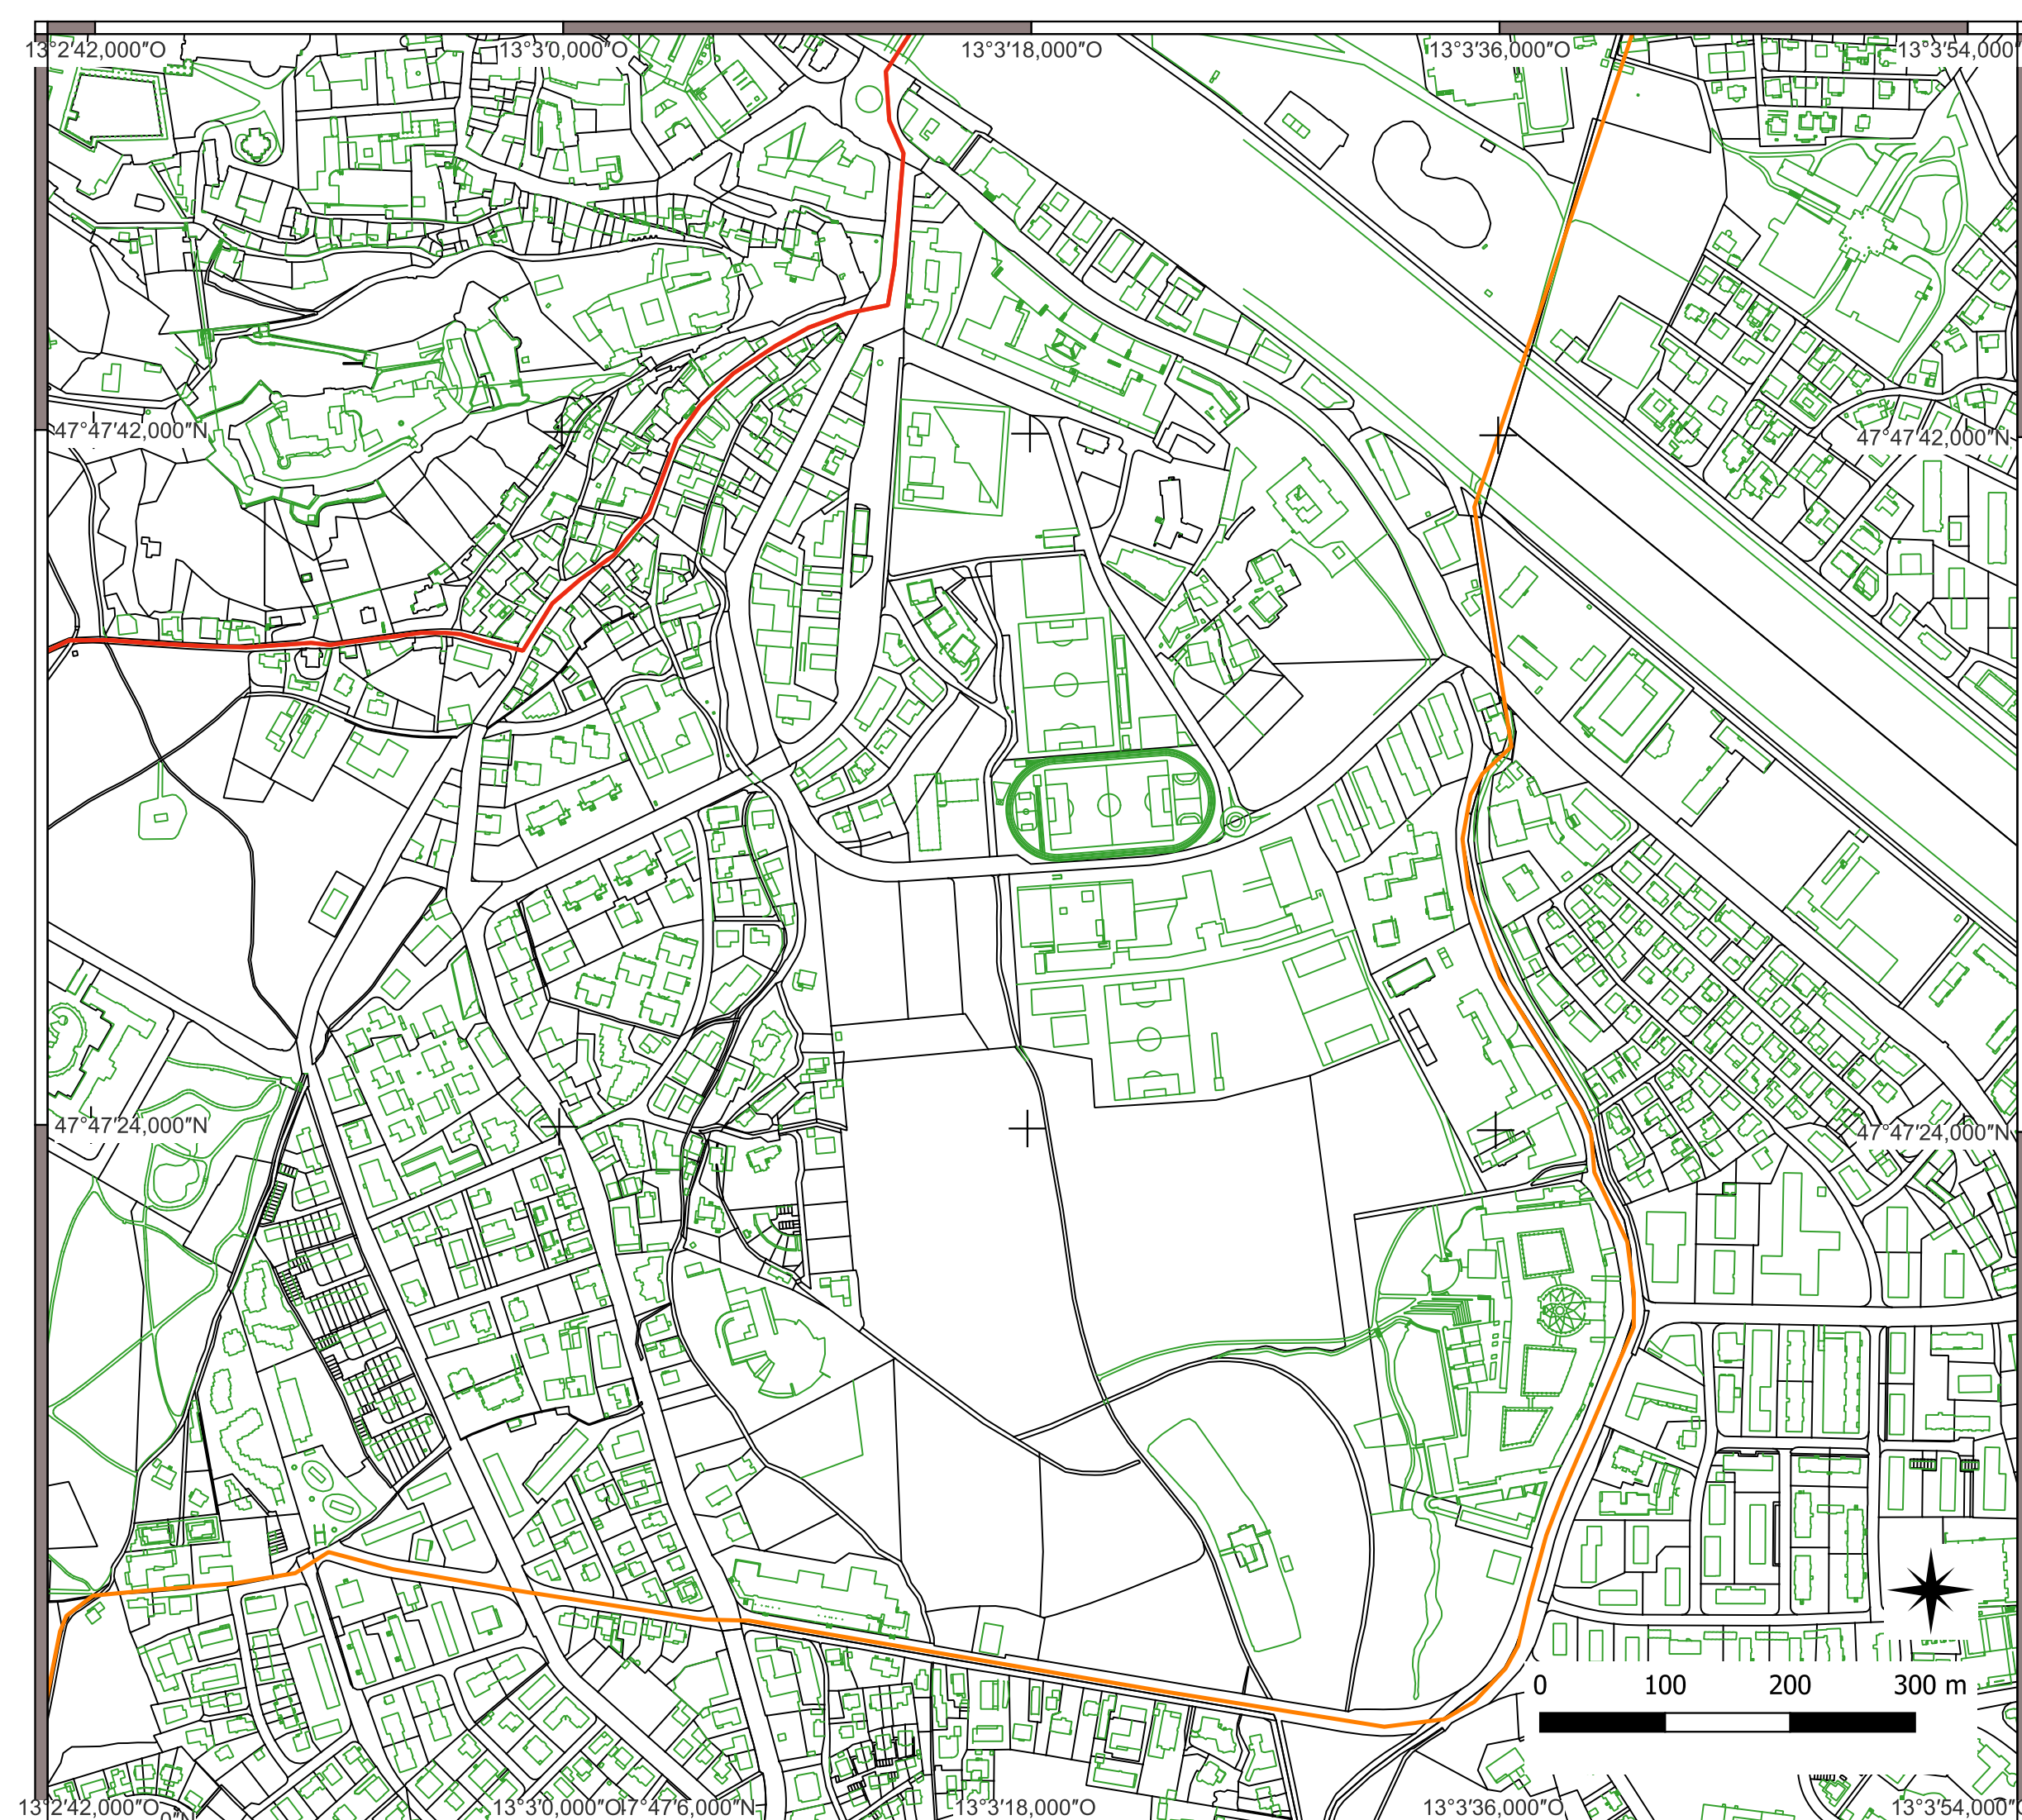 13°2′42,000″O 13°3′0,000″O 13°3′18,000″O 13°3′36,000″O 13°3′54,000″
47°47′42,000″N 47°47′42,000″N
47°47′24,000″N 47°47′24,000″N
H
0 100 200 300 m
13°2′42,000″O 13°3′0,000″O 47°47′6,000″N 13°3′18,000″O 13°3′36,000″O 13°3′54,000″